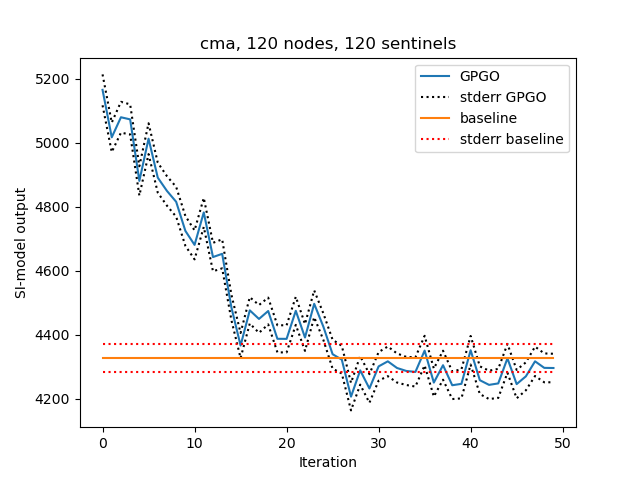 cma, 120 nodes, 120 sentinels
SI-model output
5200
5000
4800
4600
4400
4200
GPGO
stderr GPGO
baseline
stderr baseline
0 10 20 30 40 50
Iteration